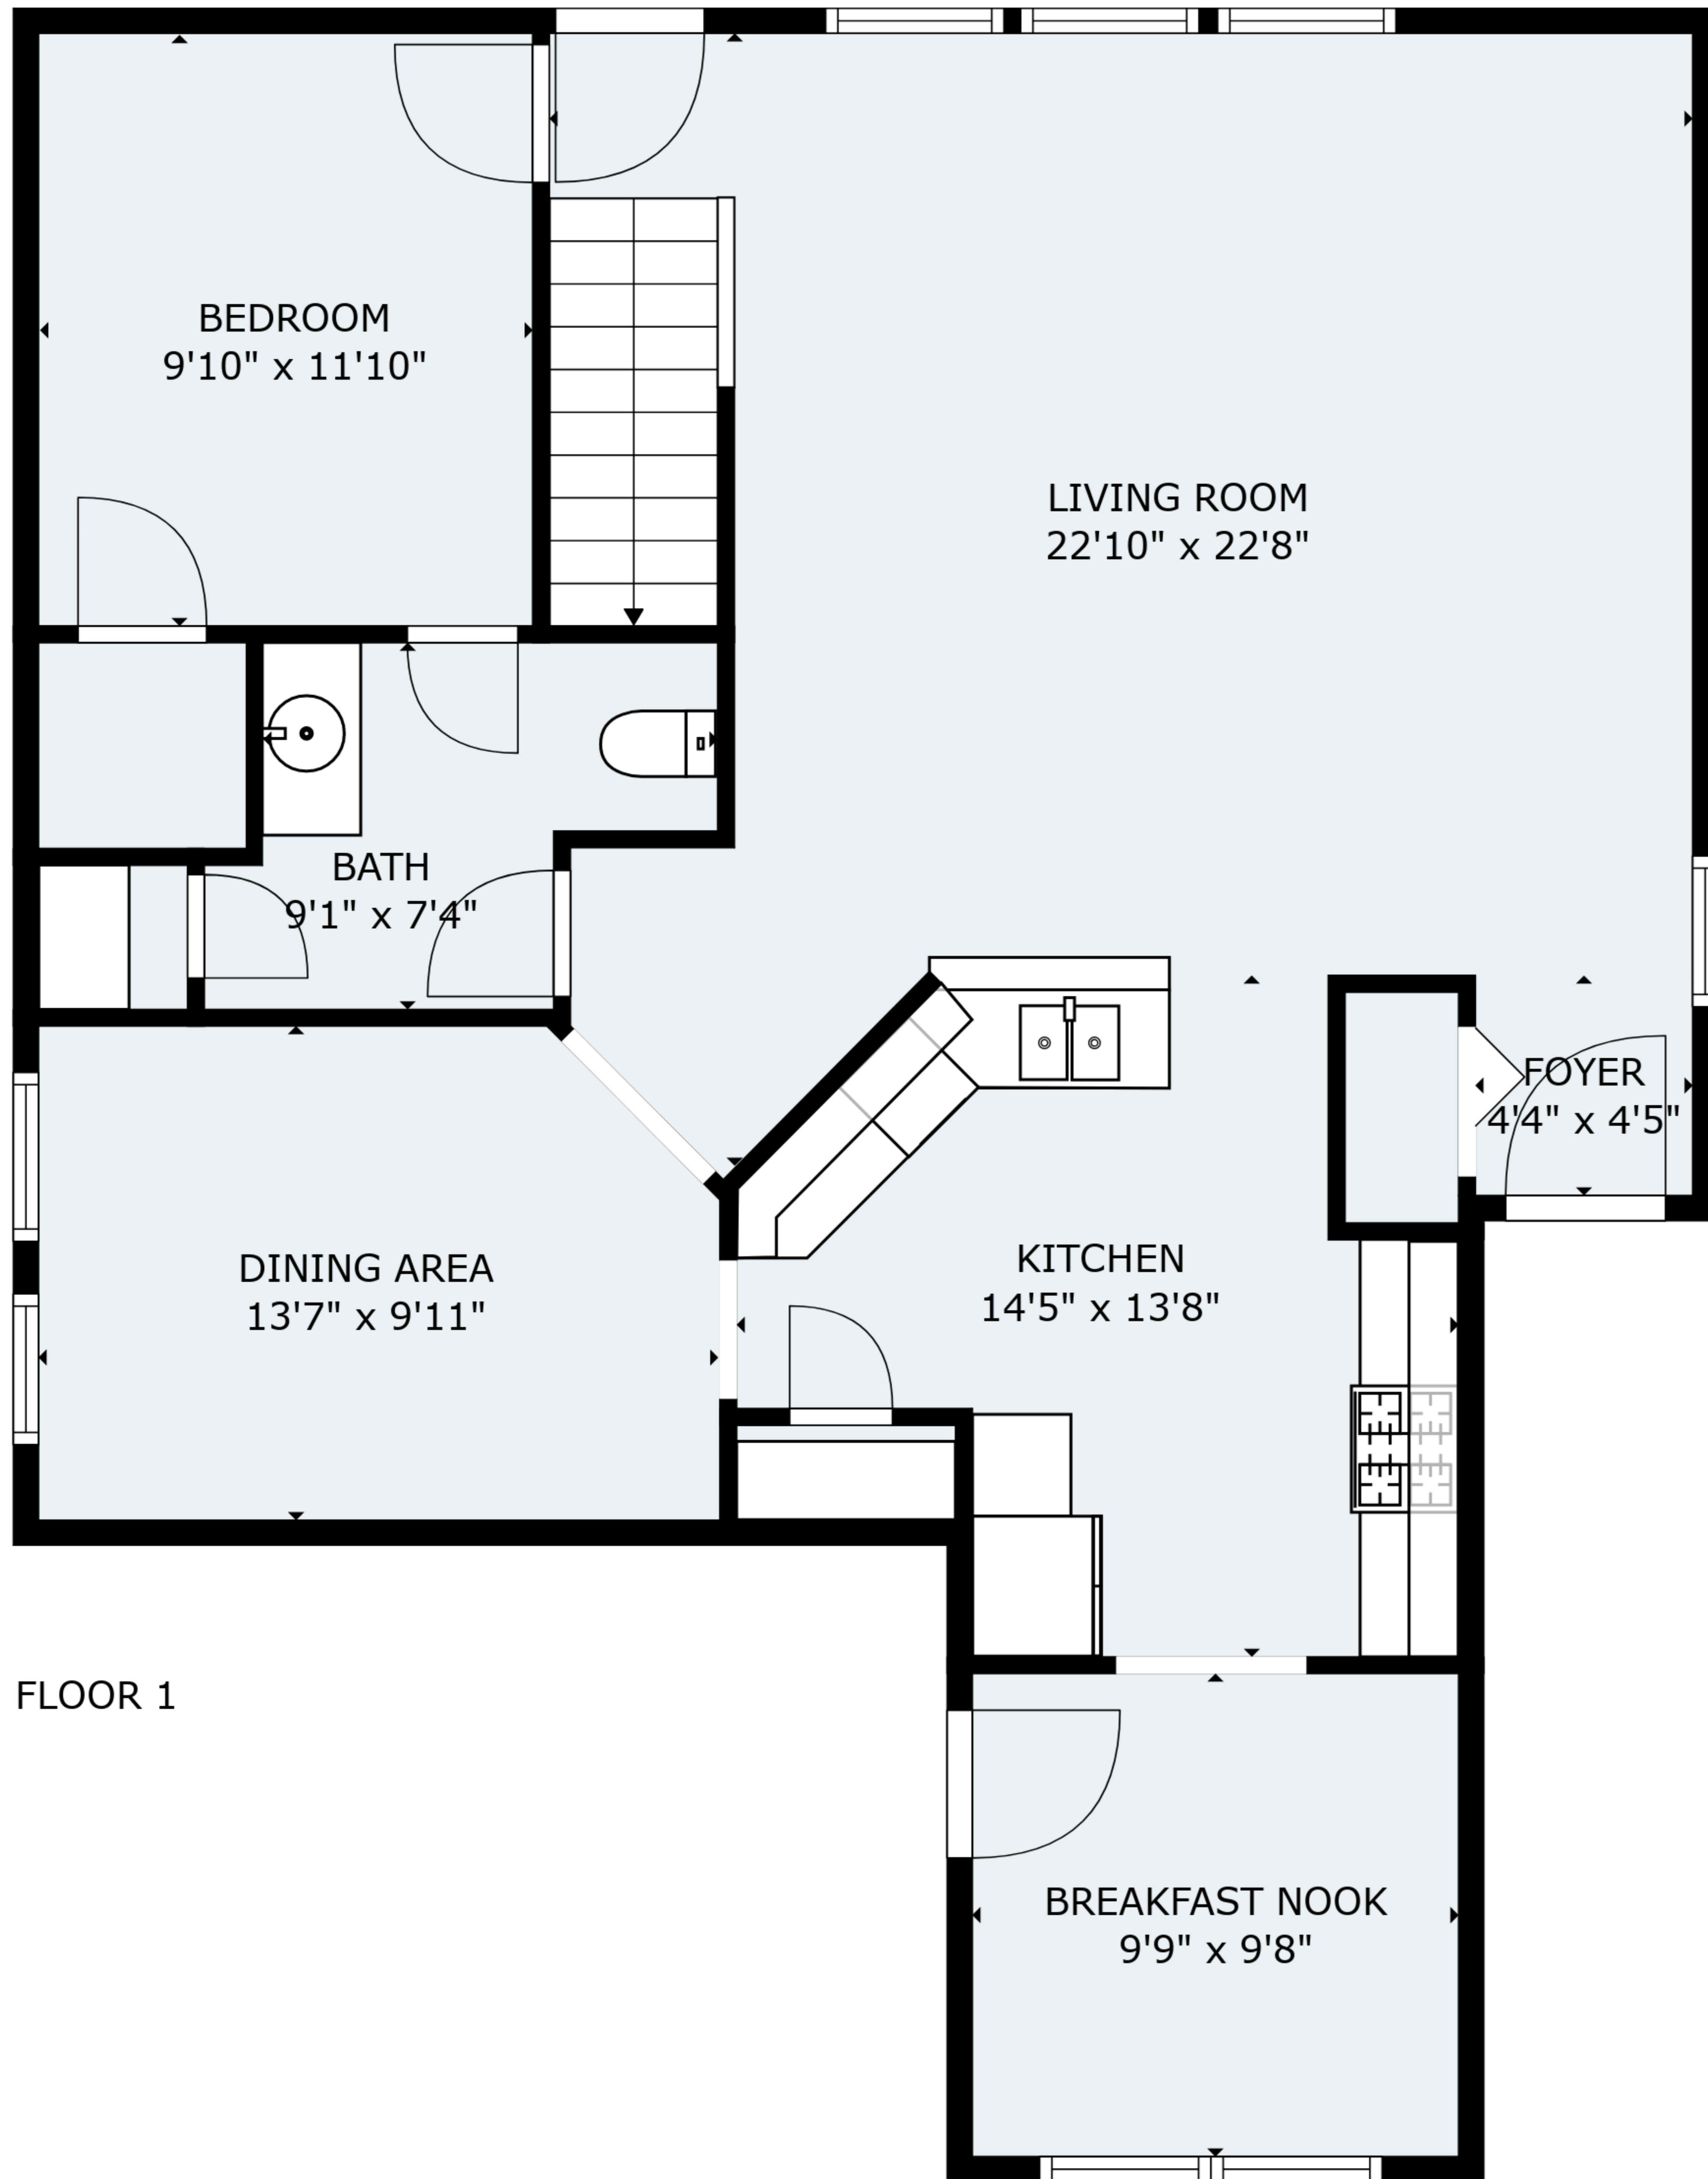 BEDROOM
9'10" x 11'10"
LIVING ROOM
22'10" x 22'8"
BATH
9'1" x 7'4"
FOYER
4'4" x 4'5"
DINING AREA
13'7" x 9'11"
KITCHEN
14'5" x 13'8"
FLOOR 1
BREAKFAST NOOK
9'9" x 9'8"